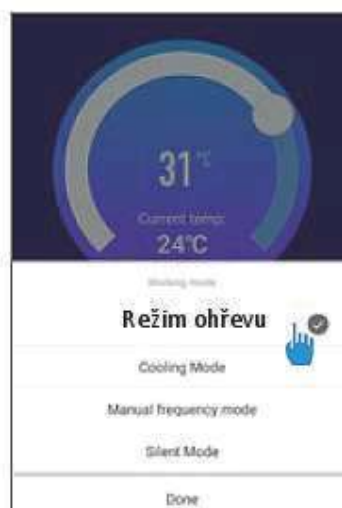 31°C
Current temp:
24°C
Working mode
Režim ohřevu
Cooling Mode
Manual frequency mode
Silent Mode
Done